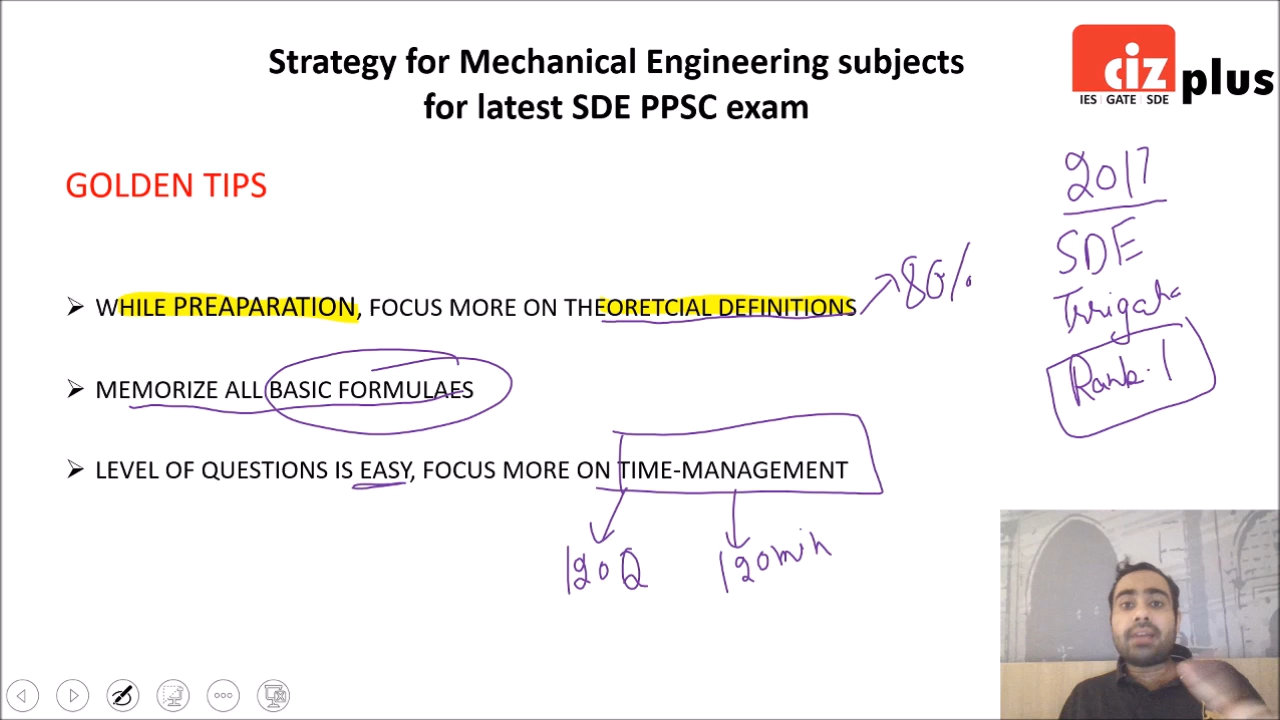 Strategy for Mechanical Engineering subjects
for latest SDE PPSC exam
ciz plus
IES | GATE | SDE
GOLDEN TIPS
2017
SDE
Rank.1
➢ WHILE PREAPARATION, FOCUS MORE ON THEORETCIAL DEFINITIONS
80%
➢ MEMORIZE ALL BASIC FORMULAES
➢ LEVEL OF QUESTIONS IS EASY, FOCUS MORE ON TIME-MANAGEMENT
120Q 120min